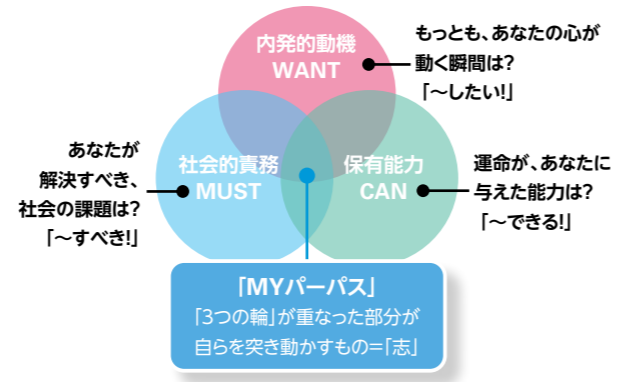 内発的動機
WANT
もっとも、あなたの心が
動く瞬間は?
「〜したい!」
あなたが
解決すべき、
社会の課題は?
「〜すべき!」
社会的責務
MUST
保有能力
CAN
運命が、あなたに
与えた能力は?
「〜できる!」
「MYパーパス」
「3つの輪」が重なった部分が
自らを突き動かすもの=「志」